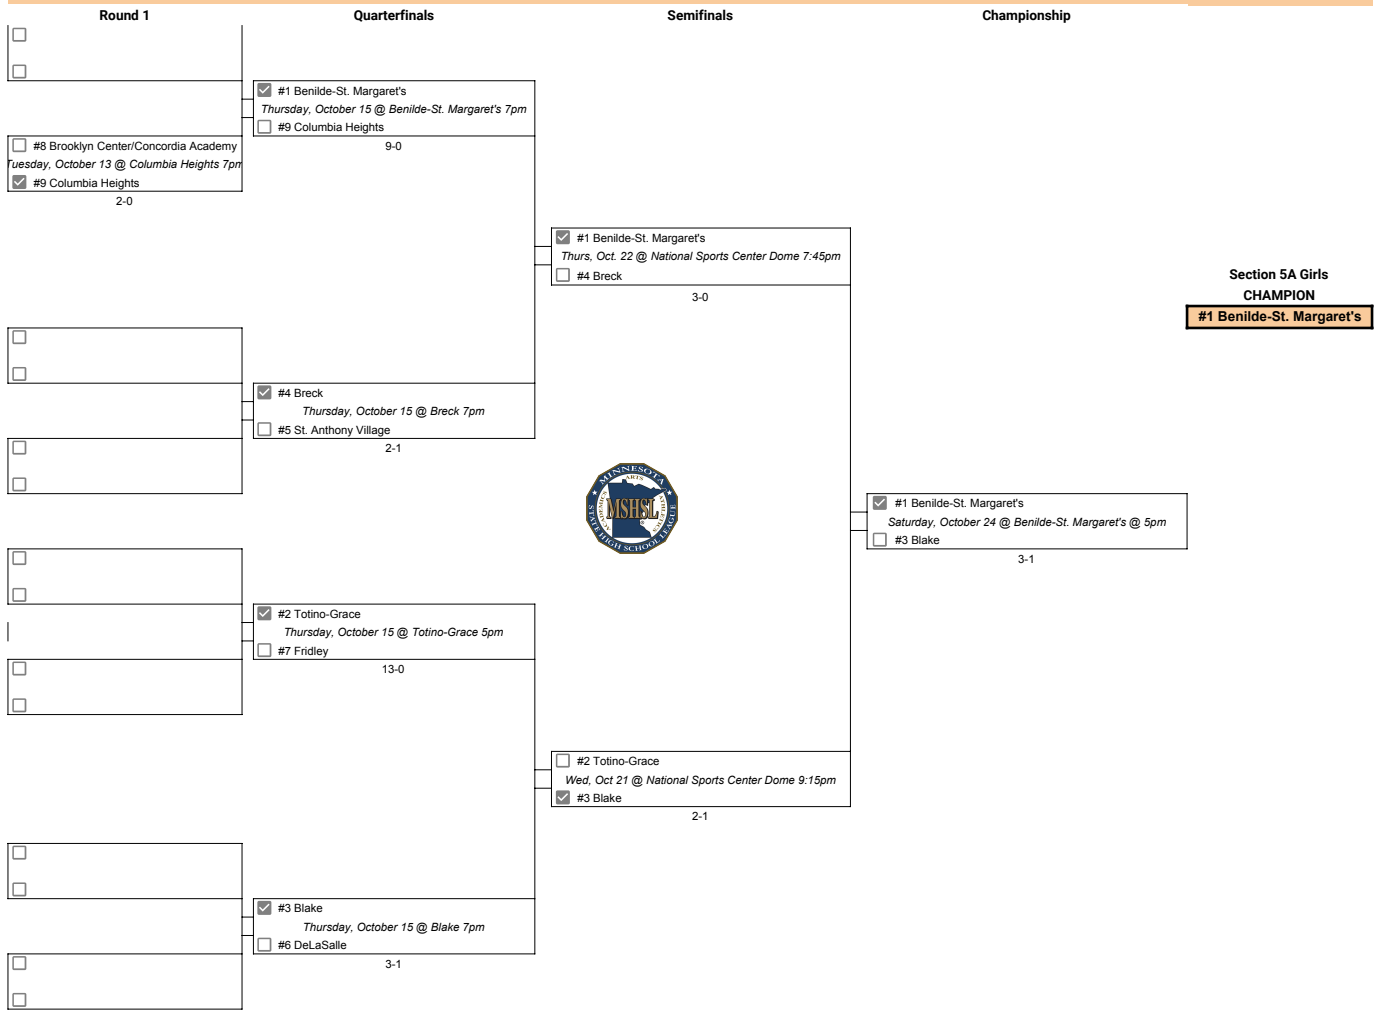 Round 1
Quarterfinals
Semifinals
Championship
#1 Benilde-St. Margaret's
Thursday, October 15 @ Benilde-St. Margaret's 7pm
#9 Columbia Heights
9-0
#8 Brooklyn Center/Concordia Academy
Tuesday, October 13 @ Columbia Heights 7pm
#9 Columbia Heights
2-0
#1 Benilde-St. Margaret's
Thurs, Oct. 22 @ National Sports Center Dome 7:45pm
#4 Breck
3-0
Section 5A Girls
CHAMPION
#1 Benilde-St. Margaret's
#4 Breck
Thursday, October 15 @ Breck 7pm
#5 St. Anthony Village
2-1
MINNESOTA
STATE HIGH SCHOOL LEAGUE
ACADEMICS
ARTS
ATHLETICS
MSHSL
#1 Benilde-St. Margaret's
Saturday, October 24 @ Benilde-St. Margaret's @ 5pm
#3 Blake
3-1
#2 Totino-Grace
Thursday, October 15 @ Totino-Grace 5pm
#7 Fridley
13-0
#2 Totino-Grace
Wed, Oct 21 @ National Sports Center Dome 9:15pm
#3 Blake
2-1
#3 Blake
Thursday, October 15 @ Blake 7pm
#6 DeLaSalle
3-1